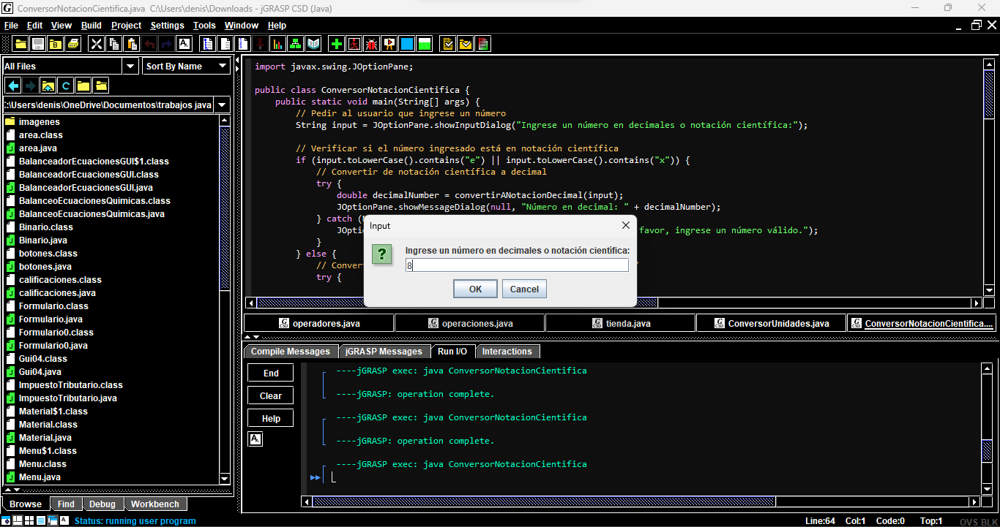 ConversorNotacionCientifica.java C:\Users\denis\Downloads - jGRASP CSD (Java)
File Edit View Build Project Settings Tools Window Help
All Files Sort By Name
:\Users\denis\OneDrive\Documentos\trabajos java
imagenes
area.class
area.java
BalanceadorEcuacionesGUI$1.class
BalanceadorEcuacionesGUI.class
BalanceadorEcuacionesGUI.java
BalanceoEcuacionesQuimicas.class
BalanceoEcuacionesQuimicas.java
Binario.class
Binario.java
botones.class
botones.java
calificaciones.class
calificaciones.java
Formulario.class
Formulario.java
Formulario0.class
Formulario0.java
Gui04.class
Gui04.java
ImpuestoTributario.class
ImpuestoTributario.java
Material$1.class
Material.class
Material.java
Menu$1.class
Menu.class
Menu.java
Browse Find Debug Workbench
import javax.swing.JOptionPane;
public class ConversorNotacionCientifica {
public static void main(String[] args) {
// Pedir al usuario que ingrese un número
String input = JOptionPane.showInputDialog("Ingrese un número en decimales o notación científica:");
// Verificar si el número ingresado está en notación científica
if (input.toLowerCase().contains("e") || input.toLowerCase().contains("x")) {
// Convertir de notación científica a decimal
try {
double decimalNumber = convertirANotacionDecimal(input);
JOptionPane.showMessageDialog(null, "Número en decimal: " + decimalNumber);
} catch (
JOpti favor, ingrese un número válido.");
}
} else {
// Conver
try {
Input
?
Ingrese un número en decimales o notación científica:
8
OK Cancel
operadores.java operaciones.java tienda.java ConversorUnidades.java ConversorNotacionCientifica....
Compile Messages jGRASP Messages Run I/O Interactions
End
Clear
Help
----jGRASP exec: java ConversorNotacionCientifica
----jGRASP: operation complete.
----jGRASP exec: java ConversorNotacionCientifica
----jGRASP: operation complete.
----jGRASP exec: java ConversorNotacionCientifica
Status: running user program Line:64 Col:1 Code:0 Top:1 OVS BLK